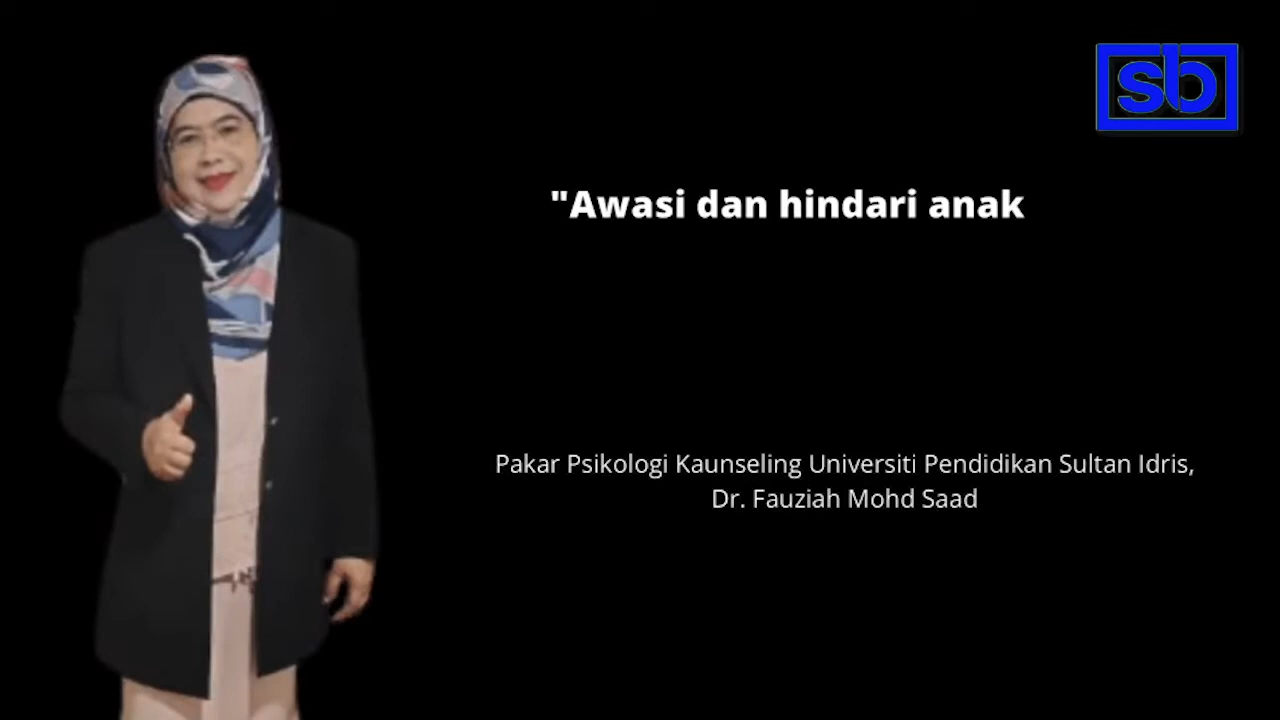 sb
"Awasi dan hindari anak
Pakar Psikologi Kaunseling Universiti Pendidikan Sultan Idris,
Dr. Fauziah Mohd Saad